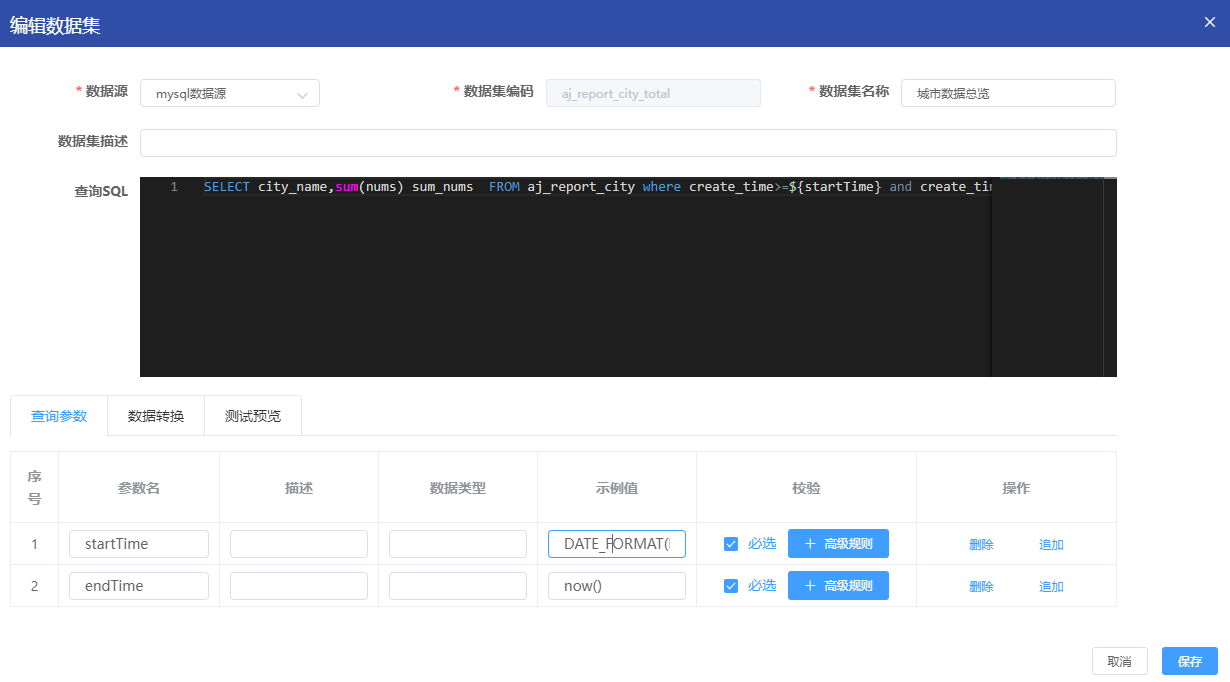 编辑数据集
* 数据源 mysql数据源 * 数据集编码 aj_report_city_total * 数据集名称 城市数据总览
数据集描述
查询SQL 1 SELECT city_name,sum(nums) sum_nums  FROM aj_report_city where create_time>=${startTime} and create_tim
查询参数 数据转换 测试预览
序号 参数名 描述 数据类型 示例值 校验 操作
1 startTime DATE_FORMAT( 必选 + 高级规则 删除 追加
2 endTime now() 必选 + 高级规则 删除 追加
取消 保存